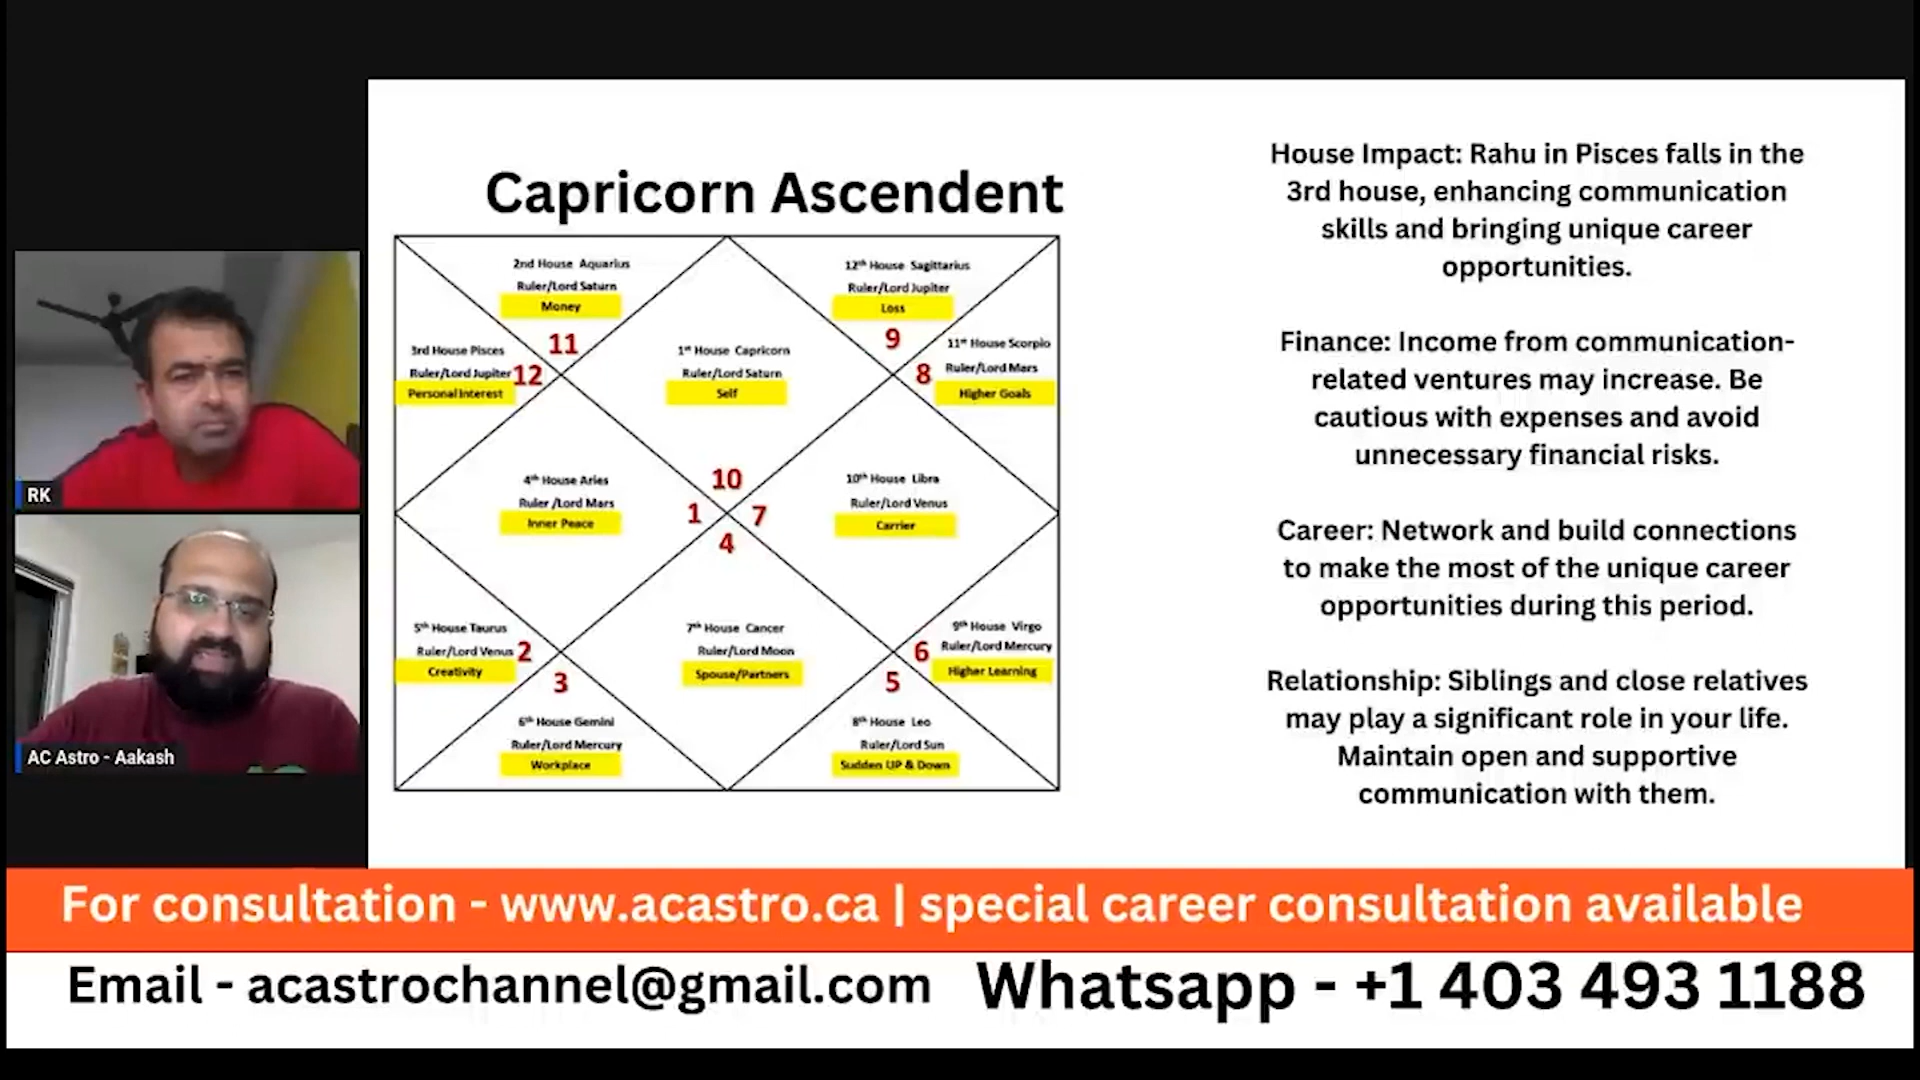 Capricorn Ascendent
2nd House Aquarius
Ruler/Lord Saturn
Money
11
12th House Sagittarius
Ruler/Lord Jupiter
Loss
9
3rd House Pisces
Ruler/Lord Jupiter
12
Personal Interest
1st House Capricorn
Ruler/Lord Saturn
Self
11th House Scorpio
8
Ruler/Lord Mars
Higher Goals
4th House Aries
Ruler /Lord Mars
Inner Peace
10
1
7
4
10th House Libra
Ruler/Lord Venus
Carrier
5th House Taurus
Ruler/Lord Venus
2
Creativity
3
6th House Gemini
Ruler/Lord Mercury
Workplace
7th House Cancer
Ruler/Lord Moon
Spouse/Partners
9th House Virgo
6
Ruler/Lord Mercury
Higher Learning
5
8th House Leo
Ruler/Lord Sun
Sudden UP & Down
House Impact: Rahu in Pisces falls in the
3rd house, enhancing communication
skills and bringing unique career
opportunities.
Finance: Income from communication-
related ventures may increase. Be
cautious with expenses and avoid
unnecessary financial risks.
Career: Network and build connections
to make the most of the unique career
opportunities during this period.
Relationship: Siblings and close relatives
may play a significant role in your life.
Maintain open and supportive
communication with them.
RK
AC Astro - Aakash
For consultation - www.acastro.ca | special career consultation available
Email - acastrochannel@gmail.com
Whatsapp - +1 403 493 1188